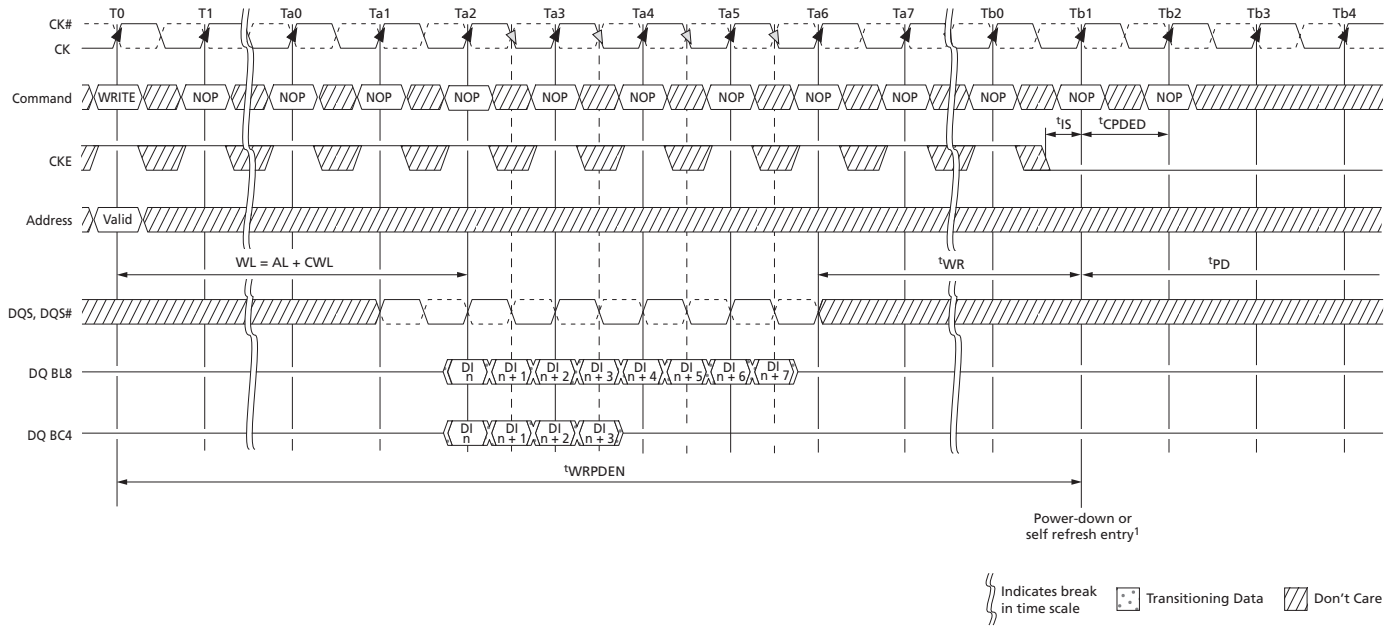 T0 T1 Ta0 Ta1 Ta2 Ta3 Ta4 Ta5 Ta6 Ta7 Tb0 Tb1 Tb2 Tb3 Tb4
CK#
CK
Command WRITE NOP NOP NOP NOP NOP NOP NOP NOP NOP NOP NOP NOP
tIS tCPDED
CKE
Address Valid
WL = AL + CWL tWR tPD
DQS, DQS#
DQ BL8 DI n DI n + 1 DI n + 2 DI n + 3 DI n + 4 DI n + 5 DI n + 6 DI n + 7
DQ BC4 DI n DI n + 1 DI n + 2 DI n + 3
tWRPDEN
Power-down or
self refresh entry1
Indicates break
in time scale
Transitioning Data
Don't Care